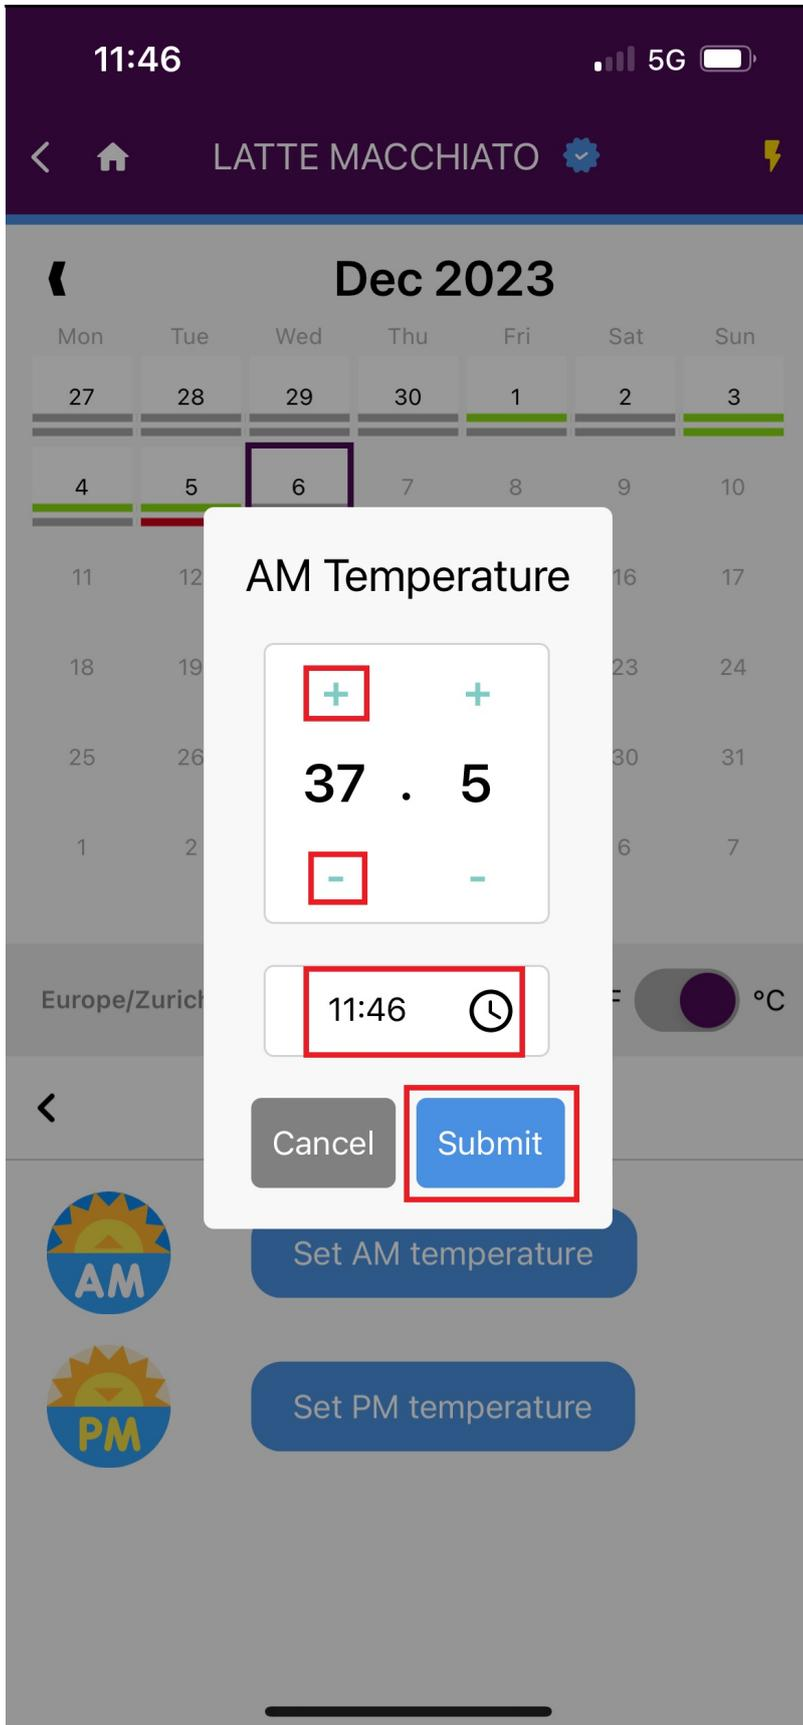 11:46 5G
LATTE MACCHIATO
Dec 2023
Mon Tue Wed Thu Fri Sat Sun
27 28 29 30 1 2 3
4 5 6 7 8 9 10
AM Temperature
11 12 16 17
18 19 23 24
+ +
25 26 30 31
37 . 5
1 2 6 7
- -
Europe/Zurich F °C
11:46
Cancel Submit
AM Set AM temperature
PM Set PM temperature